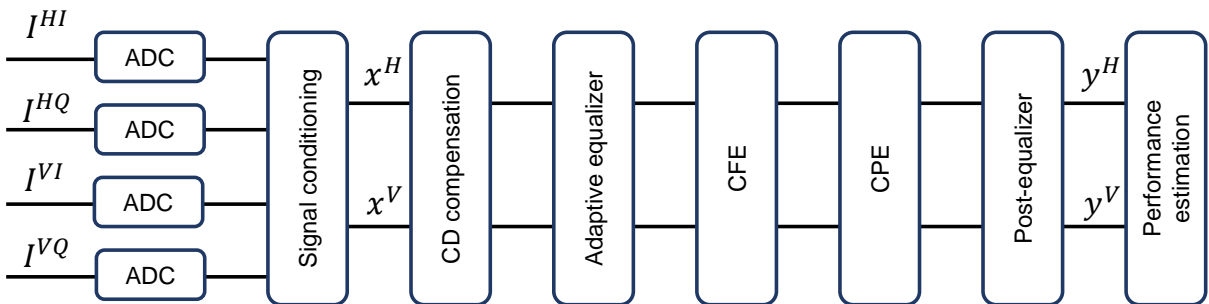 I^{HI}
ADC
I^{HQ}
ADC
I^{VI}
ADC
I^{VQ}
ADC
Signal conditioning
x^H
x^V
CD compensation
Adaptive equalizer
CFE
CPE
Post-equalizer
y^H
y^V
Performance
estimation